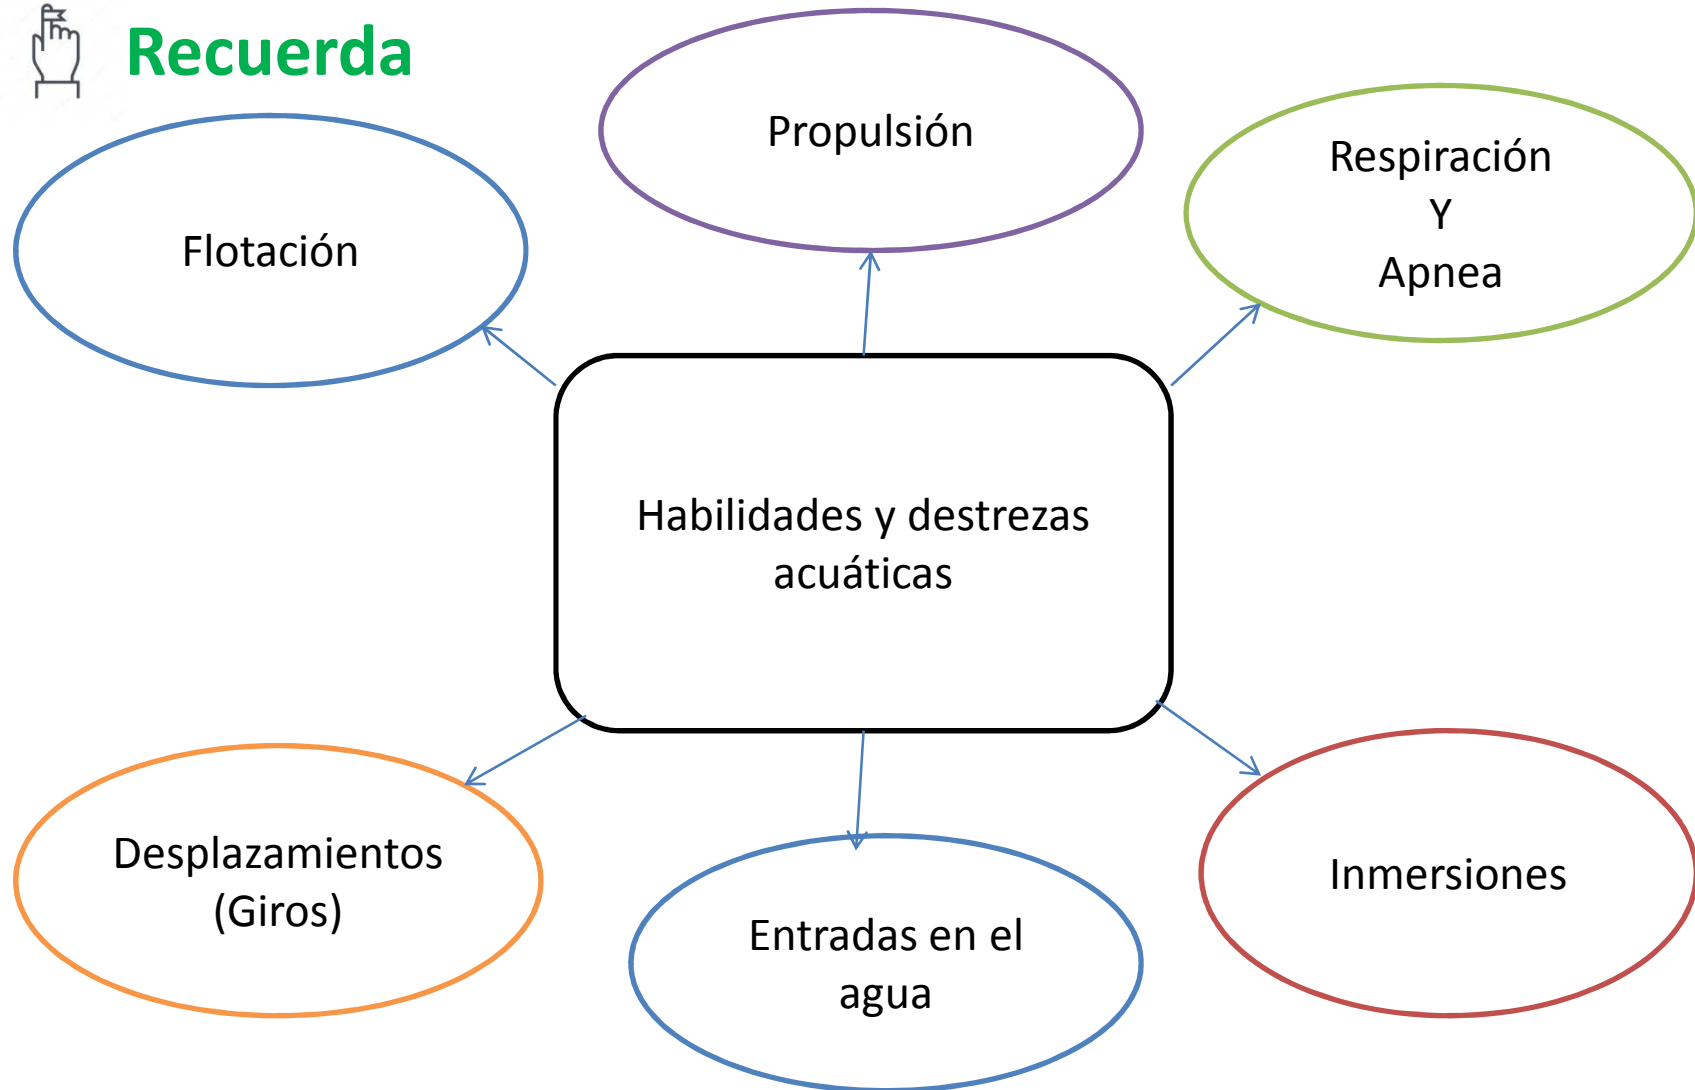 Recuerda
Propulsión
Respiración
Y
Apnea
Flotación
Habilidades y destrezas
acuáticas
Desplazamientos
(Giros)
Entradas en el
agua
Inmersiones